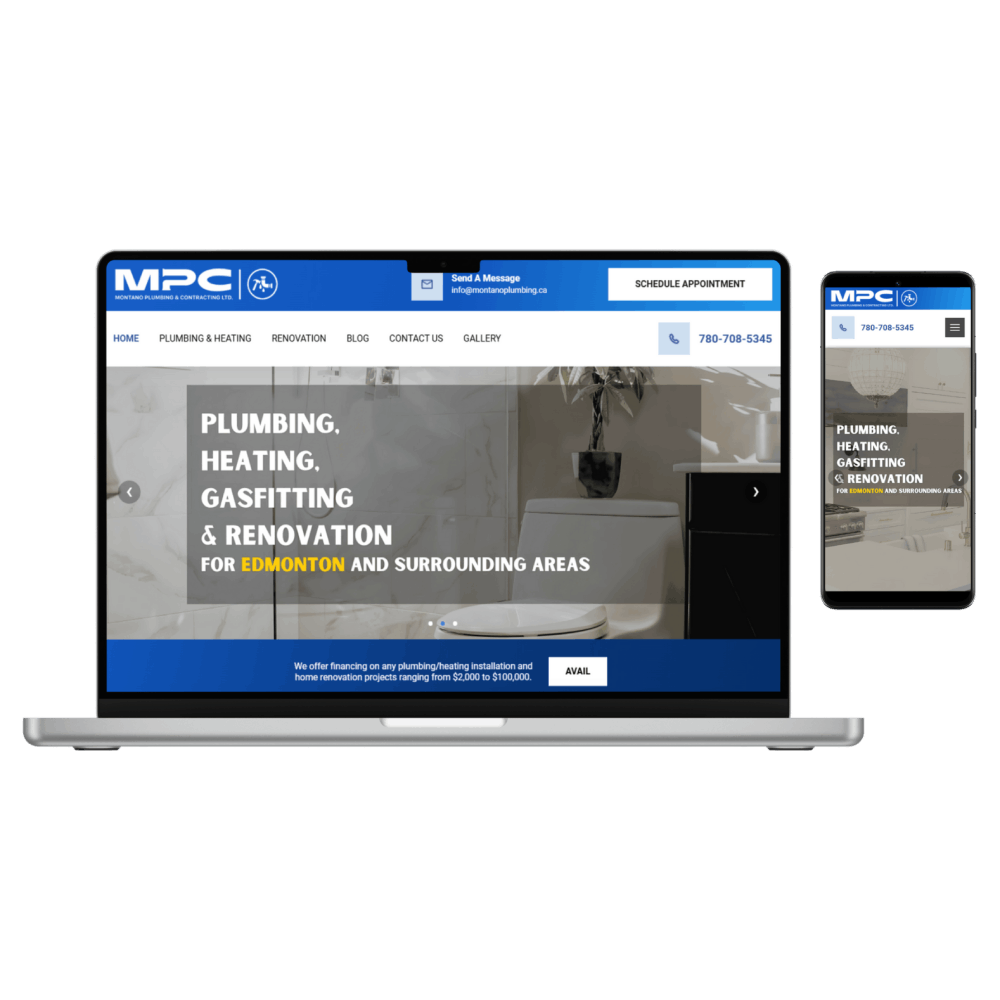 MPC
MONTANO PLUMBING & CONTRACTING LTD.
Send A Message
info@montanoplumbing.ca
SCHEDULE APPOINTMENT
HOME PLUMBING & HEATING RENOVATION BLOG CONTACT US GALLERY
780-708-5345
PLUMBING,
HEATING,
GASFITTING
& RENOVATION
FOR EDMONTON AND SURROUNDING AREAS
We offer financing on any plumbing/heating installation and
home renovation projects ranging from $2,000 to $100,000.
AVAIL
MPC
MONTANO PLUMBING & CONTRACTING LTD.
780-708-5345
PLUMBING,
HEATING,
GASFITTING
& RENOVATION
FOR EDMONTON AND SURROUNDING AREAS